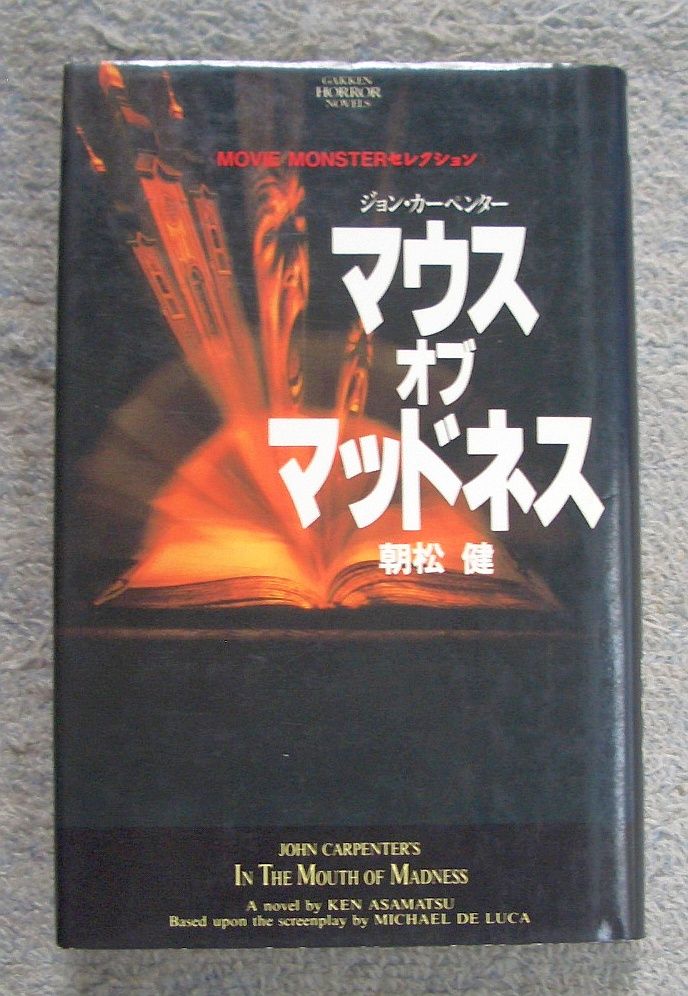 GAKKEN
HORROR
NOVELS
MOVIE MONSTERセレクション
ジョン・カーペンター
マウス
オブ
マッドネス
朝松 健
JOHN CARPENTER'S
IN THE MOUTH OF MADNESS
A novel by KEN ASAMATSU
Based upon the screenplay by MICHAEL DE LUCA